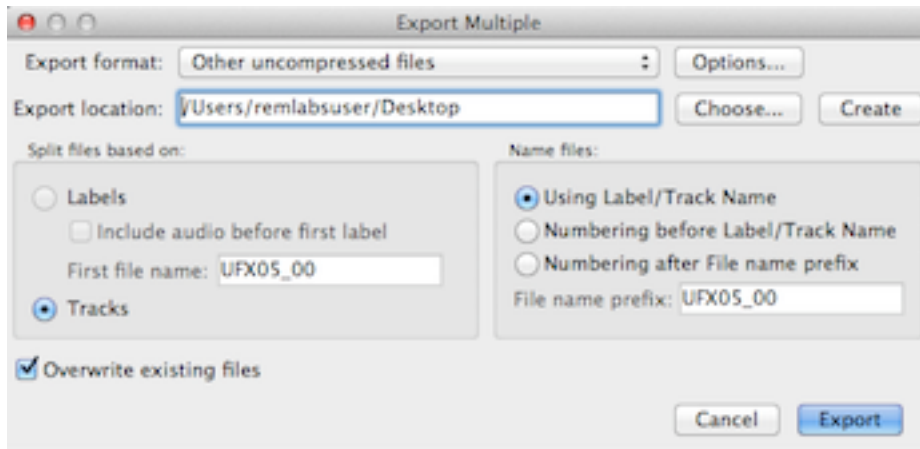 Export Multiple
Export format: Other uncompressed files Options...
Export location: /Users/remlabsuser/Desktop Choose... Create
Split files based on:
Labels
Include audio before first label
First file name: UFX05_00
Tracks
Name files:
Using Label/Track Name
Numbering before Label/Track Name
Numbering after File name prefix
File name prefix: UFX05_00
Overwrite existing files
Cancel Export